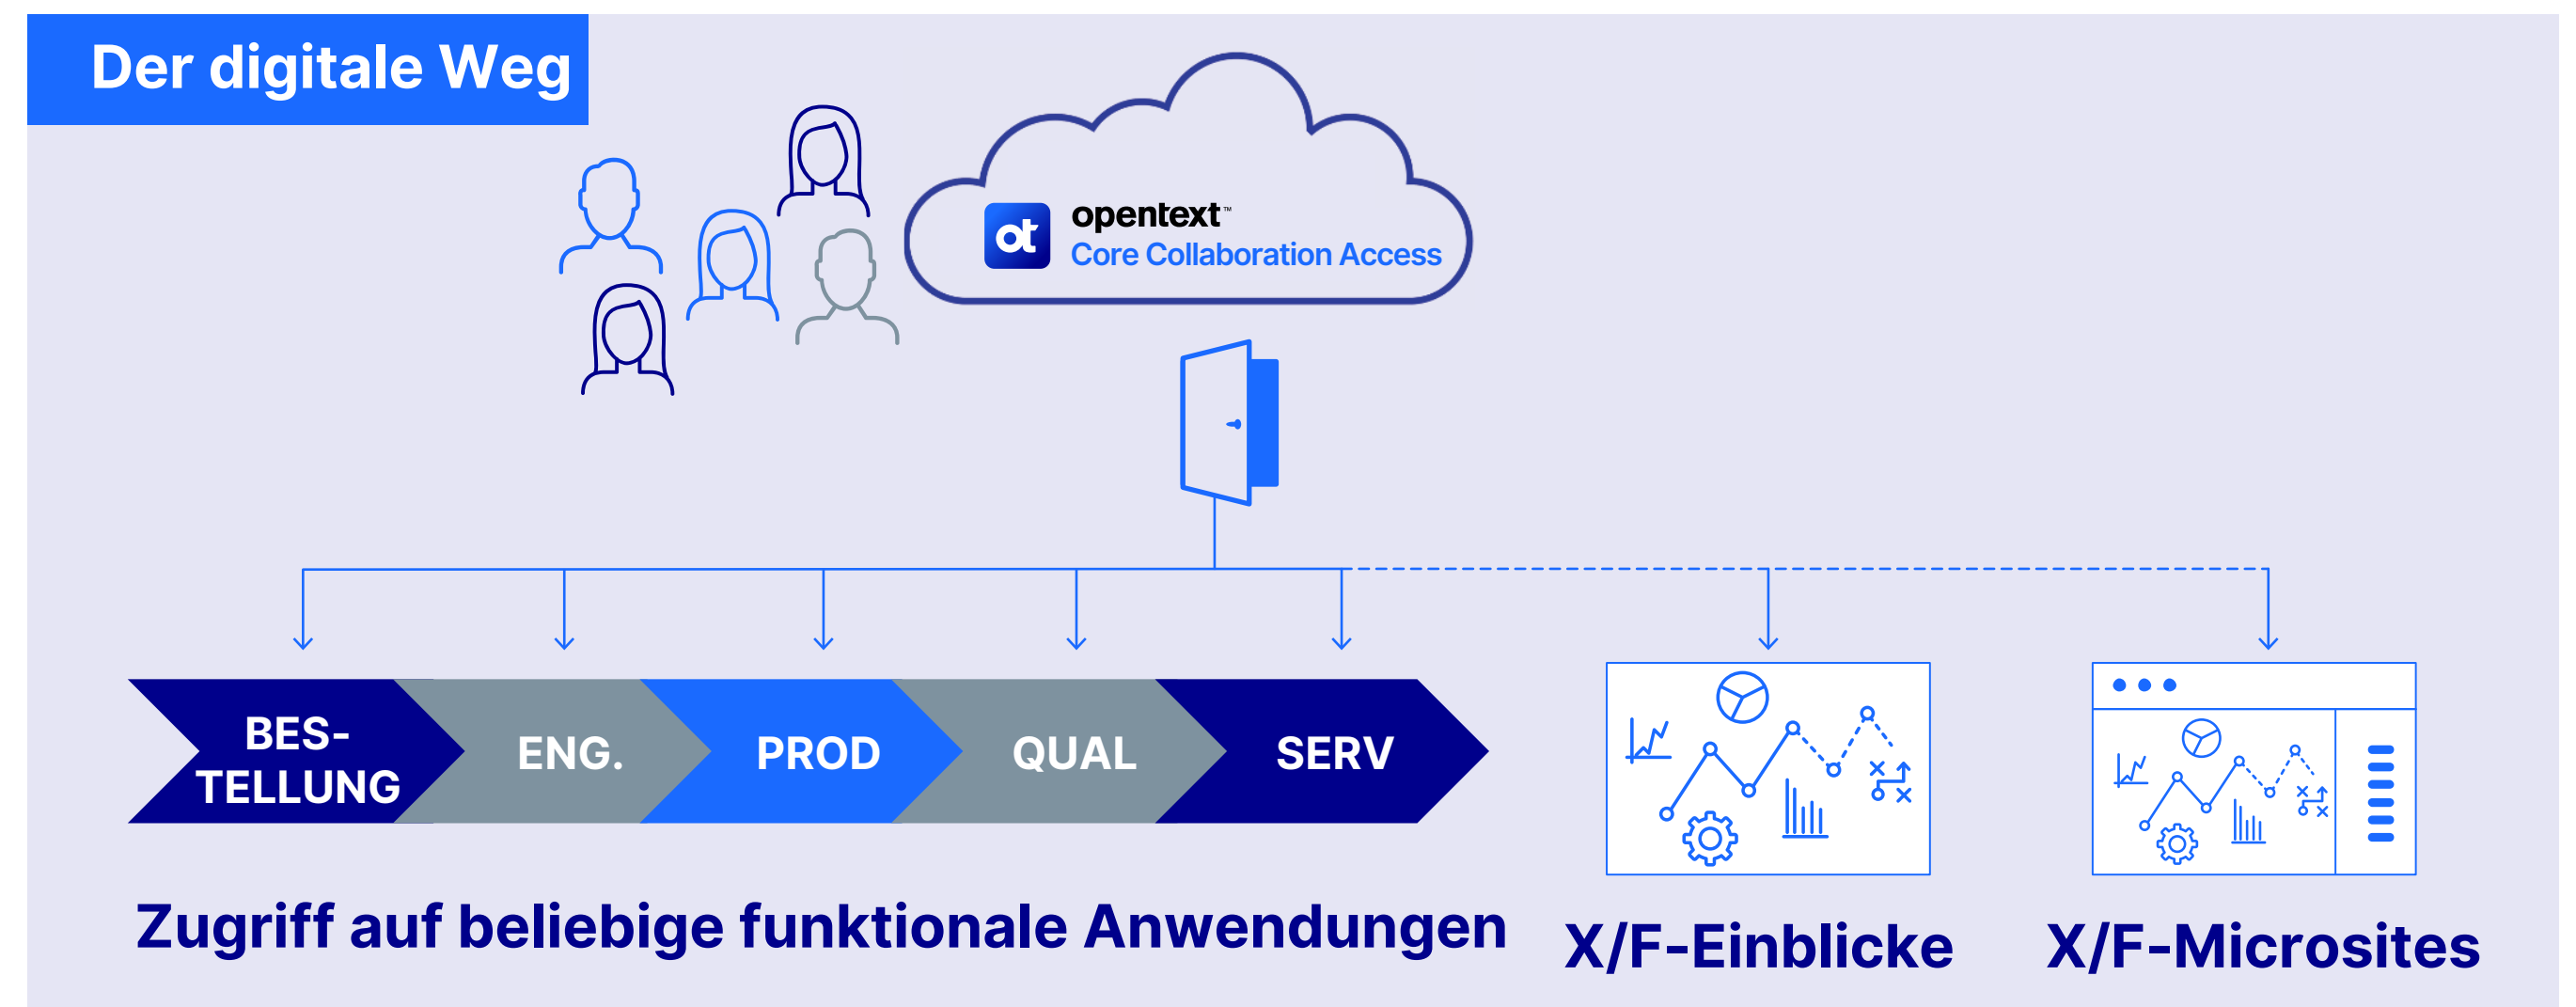 Der digitale Weg
opentext™
Core Collaboration Access
BES-
TELLUNG
ENG.
PROD
QUAL
SERV
Zugriff auf beliebige funktionale Anwendungen
X/F-Einblicke
X/F-Microsites